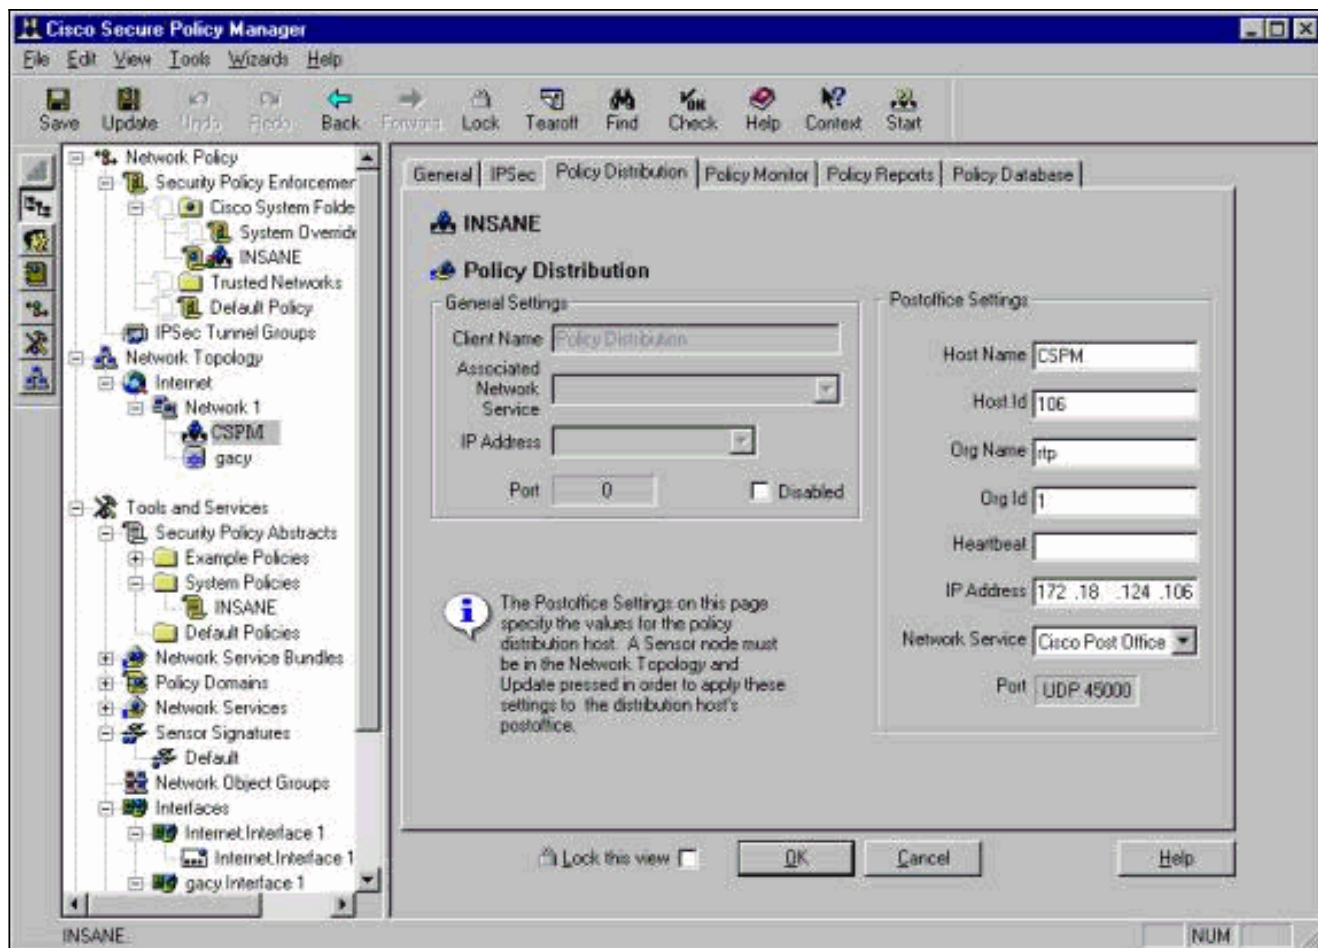 Cisco Secure Policy Manager
File Edit View Tools Wizards Help
Save Update Undo Redo Back Forward Lock Tearoff Find Check Help Context Start
Network Policy
Security Policy Enforcemer
Cisco System Folde
System Override
INSANE
Trusted Networks
Default Policy
IPSec Tunnel Groups
Network Topology
Internet
Network 1
CSPM
gacy
Tools and Services
Security Policy Abstracts
Example Policies
System Policies
INSANE
Default Policies
Network Service Bundles
Policy Domains
Network Services
Sensor Signatures
Default
Network Object Groups
Interfaces
Internet.Interface 1
Internet.Interface 1
gacy.Interface 1
General IPSec Policy Distribution Policy Monitor Policy Reports Policy Database
INSANE
Policy Distribution
General Settings
Client Name Policy Distribution
Associated
Network
Service
IP Address
Port 0 Disabled
The Postoffice Settings on this page
specify the values for the policy
distribution host. A Sensor node must
be in the Network Topology and
Update pressed in order to apply these
settings to the distribution host's
postoffice.
Postoffice Settings
Host Name CSPM
Host Id 106
Org Name rtp
Org Id 1
Heartbeat
IP Address 172 .18 .124 .106
Network Service Cisco Post Office
Port UDP 45000
Lock this view OK Cancel Help
INSANE. NUM